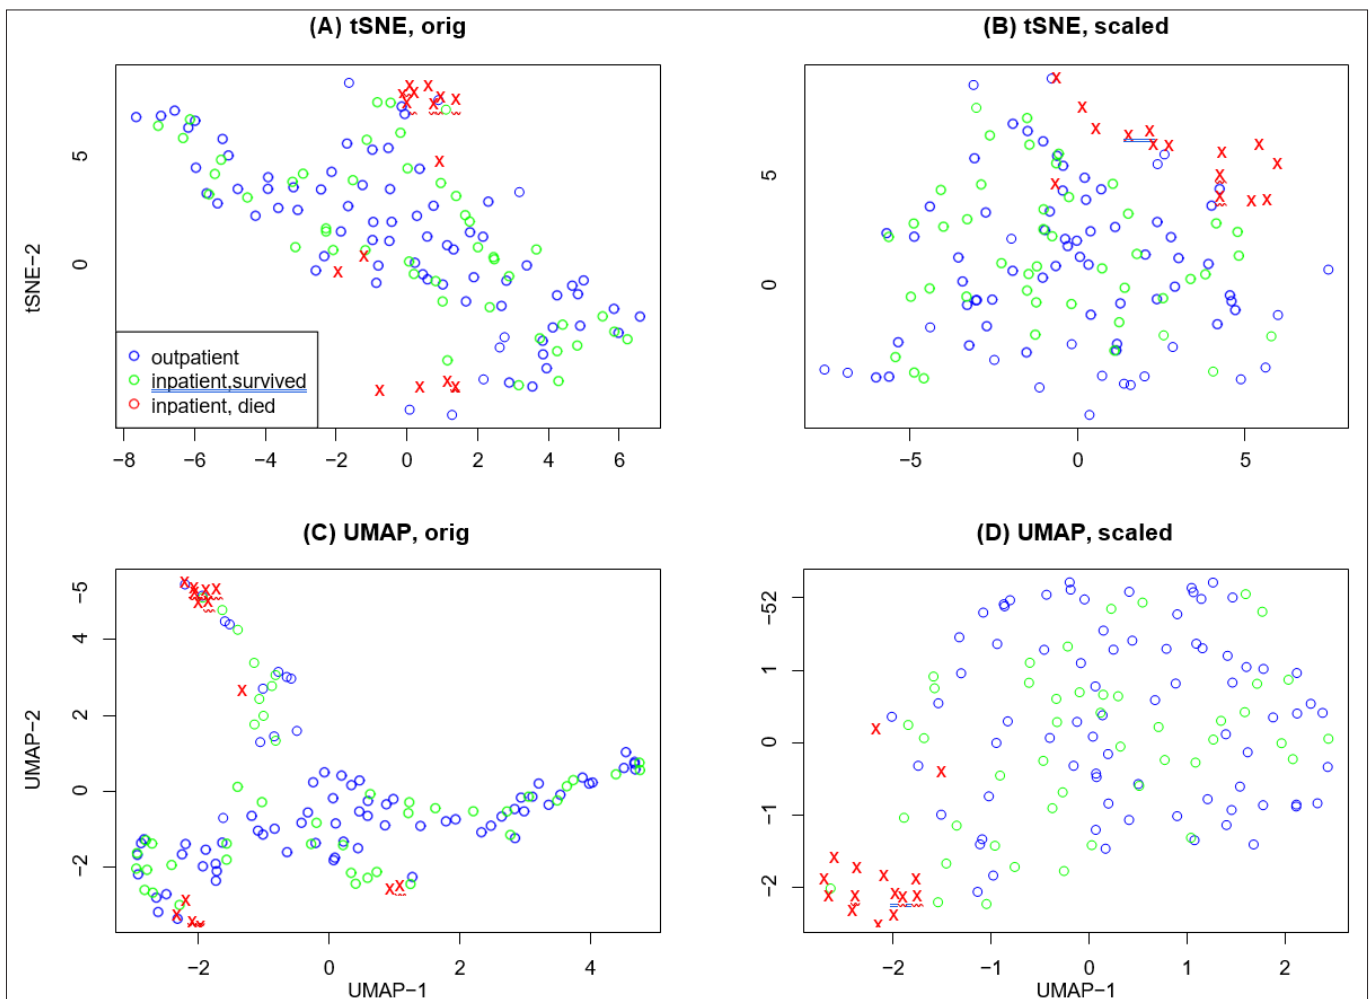 (A) tSNE, orig
(B) tSNE, scaled
tSNE−2
5
0
5
0
outpatient
inpatient,survived
inpatient, died
−8 −6 −4 −2 0 2 4 6
−5 0 5
(C) UMAP, orig
(D) UMAP, scaled
UMAP−2
−5
4
2
0
−2
−52
1
0
−1
−2
−2 0 2 4
−2 −1 0 1 2
UMAP−1
UMAP−1